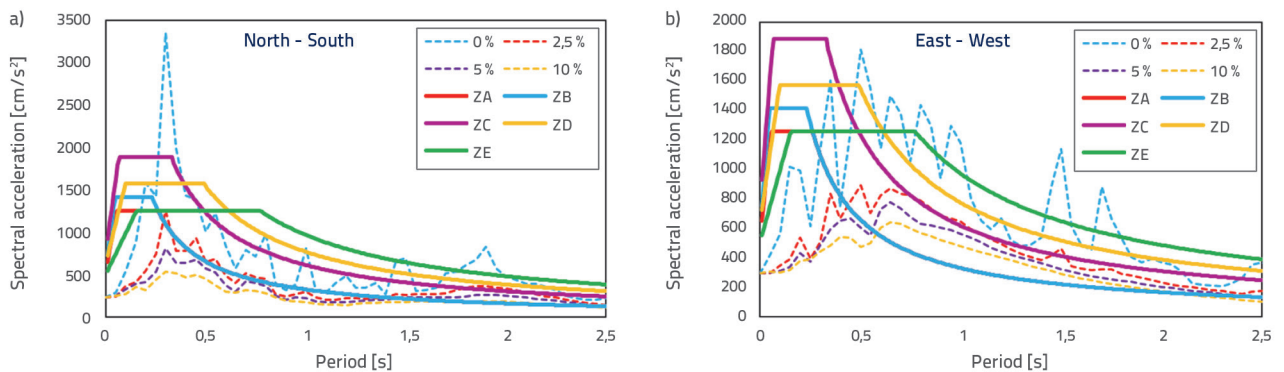 a)
North - South
0 %
2,5 %
5 %
10 %
ZA
ZB
ZC
ZD
ZE
Spectral acceleration [cm/s²]
3500
3000
2500
2000
1500
1000
500
0
0
0,5
1
1,5
2
2,5
Period [s]
b)
East - West
0 %
2,5 %
5 %
10 %
ZA
ZB
ZC
ZD
ZE
Spectral acceleration [cm/s²]
2000
1800
1600
1400
1200
1000
800
600
400
200
0
0
0,5
1
1,5
2
2,5
Period [s]